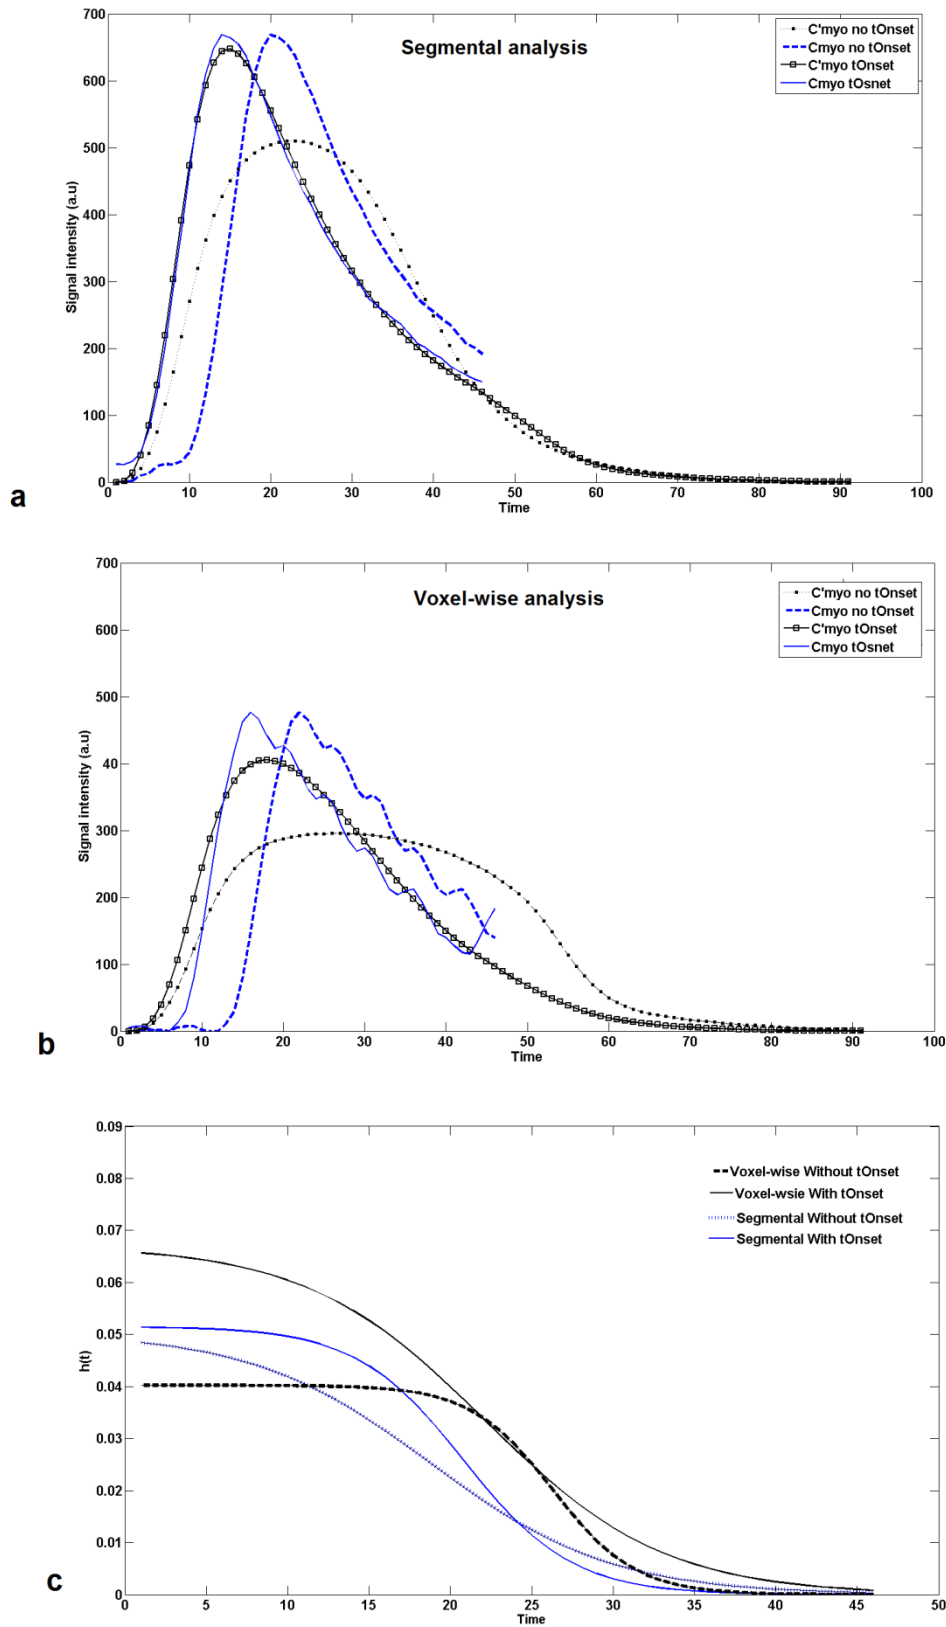 700
600
500
400
300
200
100
0
Signal intensity (a.u)
Segmental analysis
C'myo no tOnset
Cmyo no tOnset
C'myo tOnset
Cmyo tOsnet
0 10 20 30 40 50 60 70 80 90 100
Time
a
700
600
500
40
300
200
100
0
Signal intensity (a.u)
Voxel-wise analysis
C'myo no tOnset
Cmyo no tOnset
C'myo tOnset
Cmyo tOsnet
0 10 20 30 40 50 60 70 80 90 100
Time
b
0.09
0.08
0.07
0.06
0.05
0.04
0.03
0.02
0.01
0
h(t)
Voxel-wise Without tOnset
Voxel-wsie With tOnset
Segmental Without tOnset
Segmental With tOnset
0 5 10 15 20 25 30 35 40 45 50
Time
c